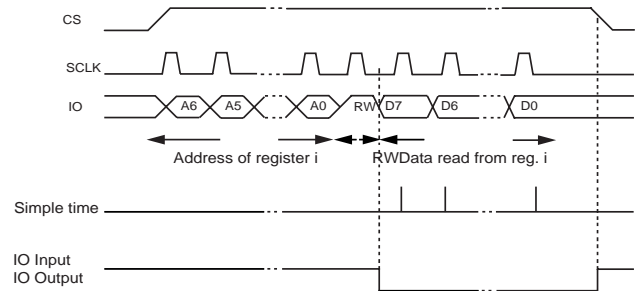 CS
SCLK
IO A6 A5 A0 RW D7 D6 D0
Address of register i RWData read from reg. i
Simple time
IO Input
IO Output